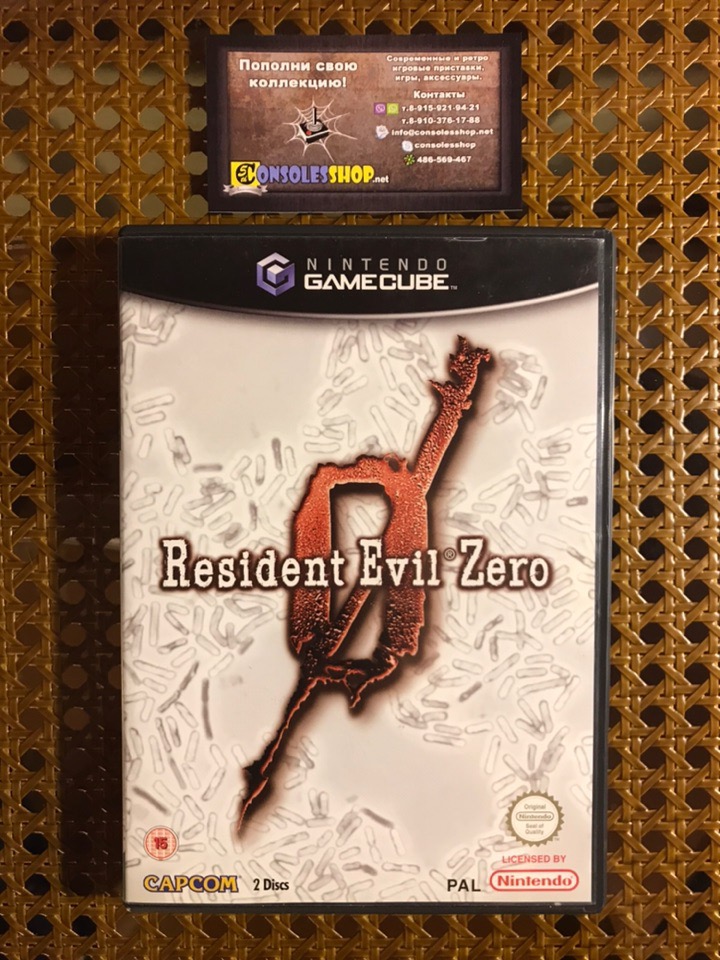 Пополни свою
коллекцию!
CONSOLESSHOP.net
Современные и ретро
игровые приставки,
игры, аксессуары.
Контакты
т.8-915-921-94-21
т.8-910-376-17-88
info@consolesshop.net
consolesshop
486-569-467
NINTENDO
GAMECUBE™
Resident Evil® Zero
15
CAPCOM 2 Discs
Original
Nintendo
Seal of
Quality
LICENSED BY
PAL Nintendo